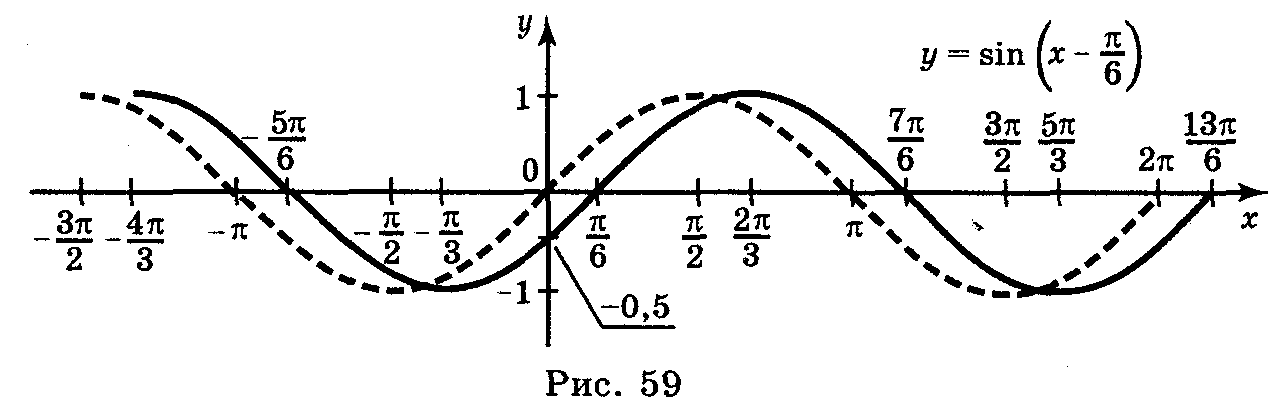 y
y = sin (x - π/6)
1
-5π/6
7π/6
3π/2
5π/3
2π
13π/6
0
-3π/2
-4π/3
-π
-π/2
-π/3
π/6
π/2
2π/3
π
x
-1
-0,5
Рис. 59